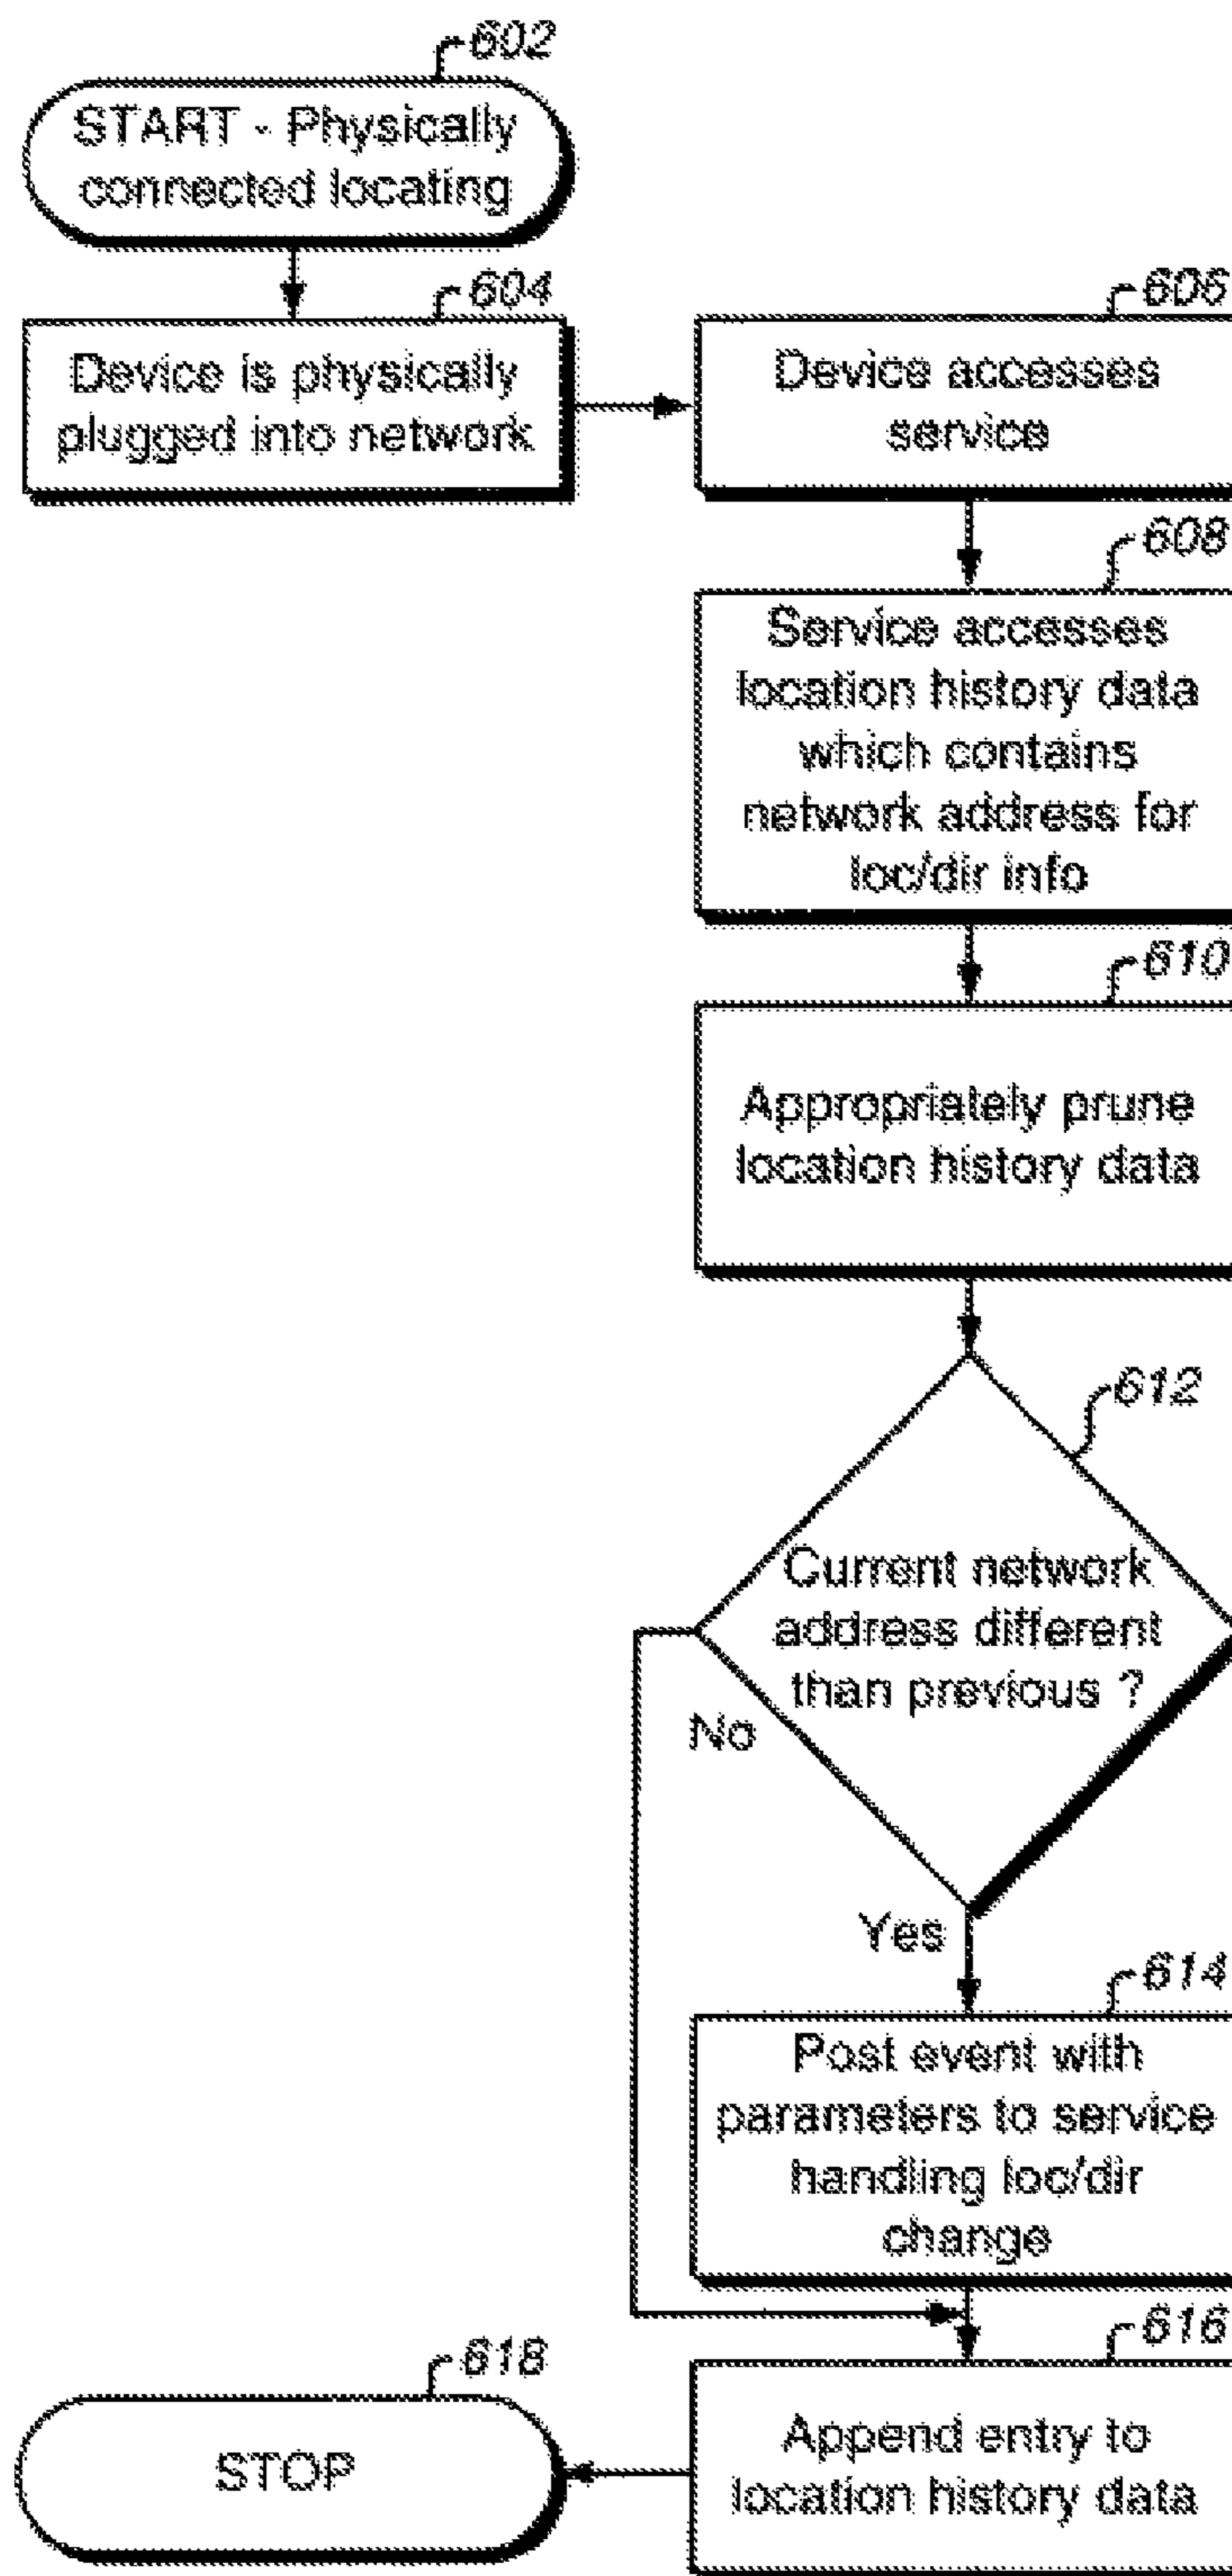 602
START - Physically
connected locating
604
Device is physically
plugged into network
606
Device accesses
service
608
Service accesses
location history data
which contains
network address for
loc/dir info
610
Appropriately prune
location history data
612
Current network
address different
than previous ?
No
Yes
614
Post event with
parameters to service
handling loc/dir
change
616
Append entry to
location history data
618
STOP